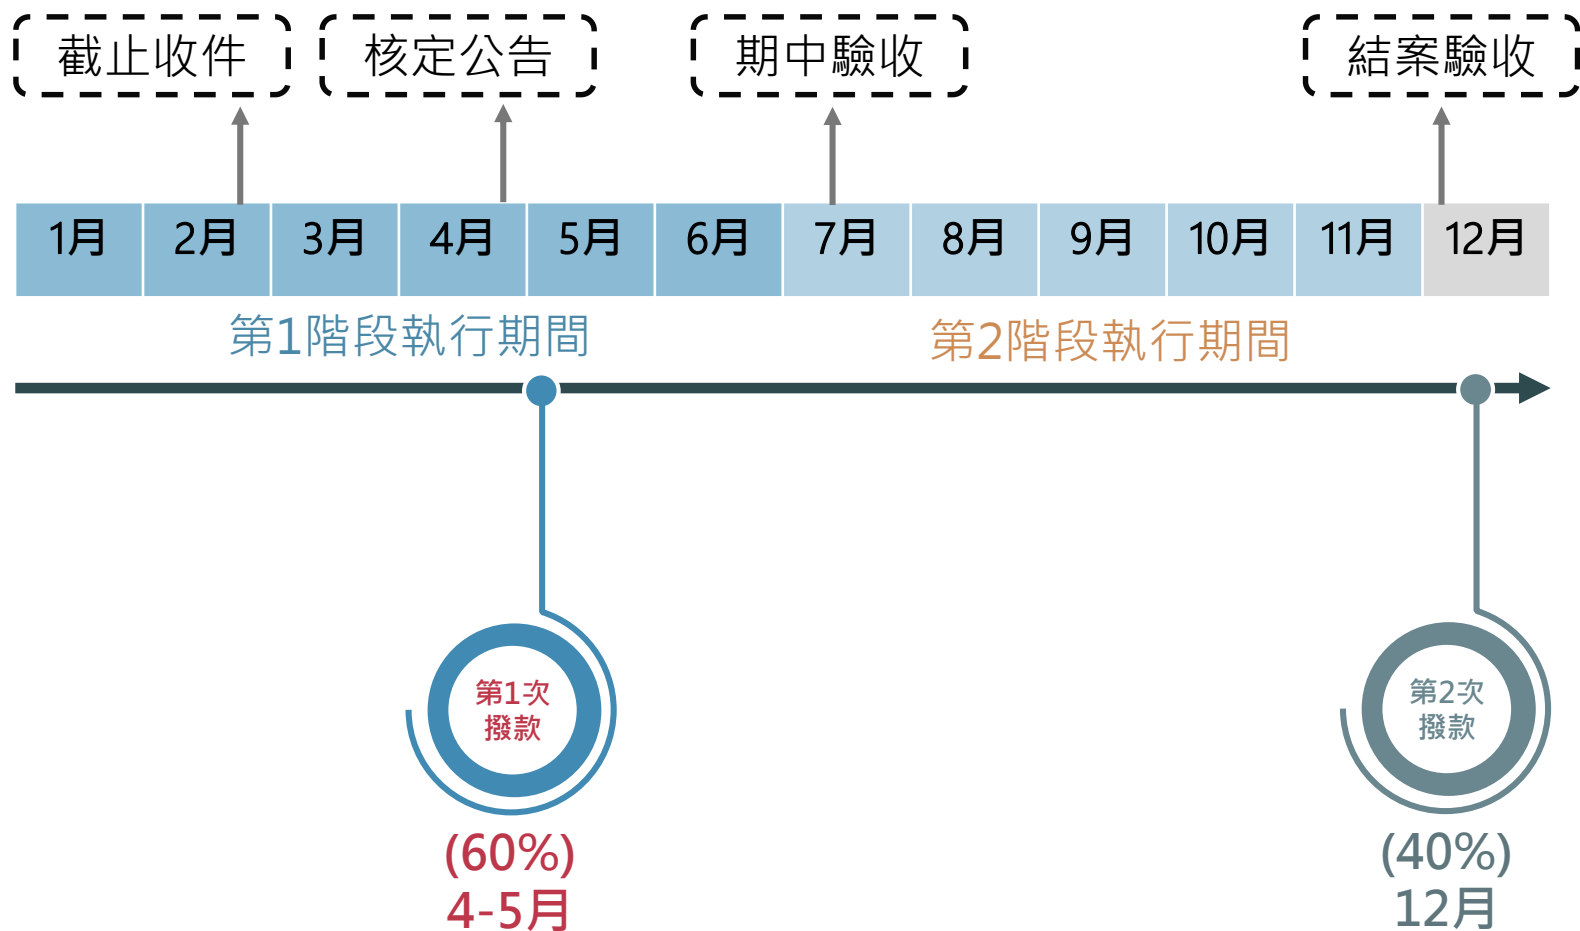 截止收件
核定公告
期中驗收
結案驗收
1月
2月
3月
4月
5月
6月
7月
8月
9月
10月
11月
12月
第1階段執行期間
第2階段執行期間
第1次
撥款
(60%)
4-5月
第2次
撥款
(40%)
12月